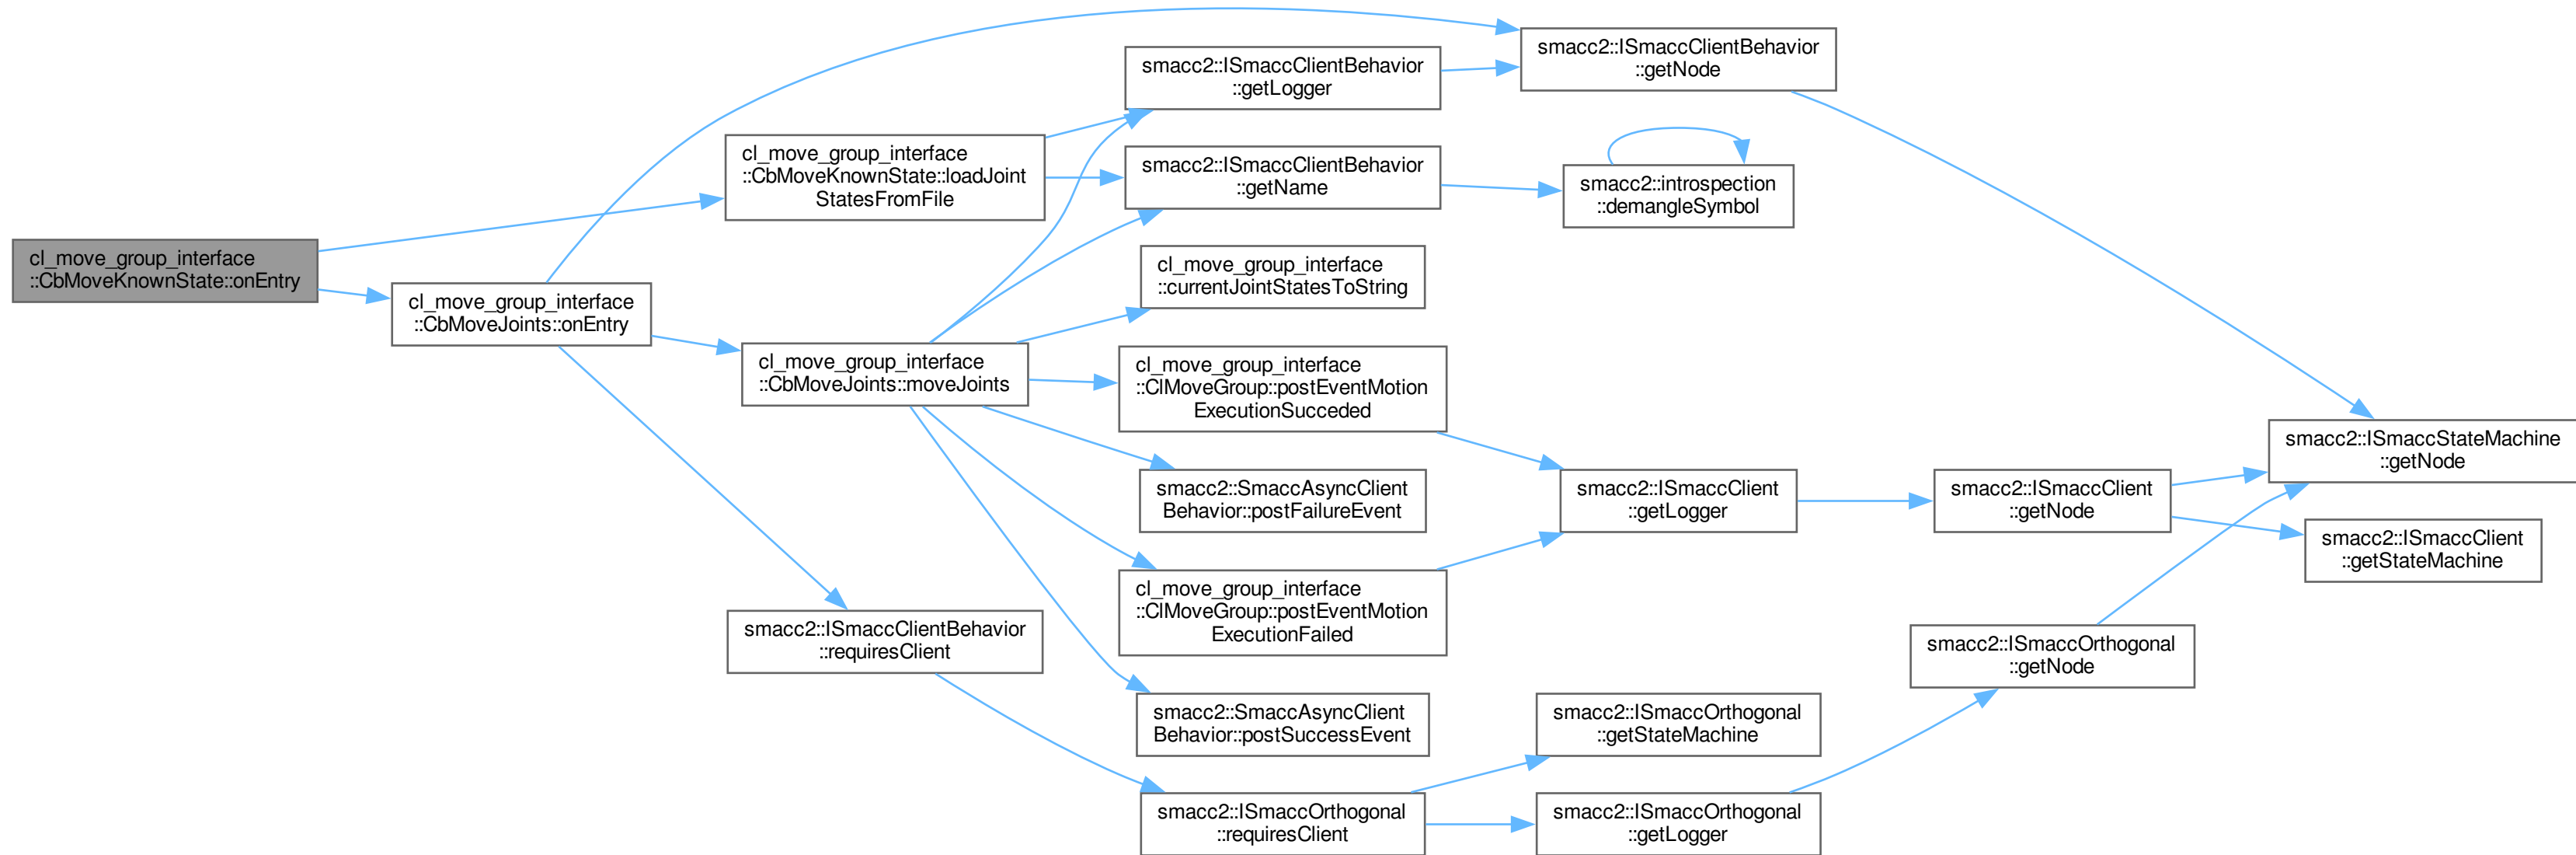 cl_move_group_interface
::CbMoveKnownState::onEntry
cl_move_group_interface
::CbMoveKnownState::loadJoint
StatesFromFile
cl_move_group_interface
::CbMoveJoints::onEntry
cl_move_group_interface
::CbMoveJoints::moveJoints
smacc2::ISmaccClientBehavior
::requiresClient
smacc2::ISmaccClientBehavior
::getLogger
smacc2::ISmaccClientBehavior
::getName
cl_move_group_interface
::currentJointStatesToString
cl_move_group_interface
::ClMoveGroup::postEventMotion
ExecutionSucceded
smacc2::SmaccAsyncClient
Behavior::postFailureEvent
cl_move_group_interface
::ClMoveGroup::postEventMotion
ExecutionFailed
smacc2::SmaccAsyncClient
Behavior::postSuccessEvent
smacc2::ISmaccOrthogonal
::requiresClient
smacc2::ISmaccClientBehavior
::getNode
smacc2::introspection
::demangleSymbol
smacc2::ISmaccClient
::getLogger
smacc2::ISmaccOrthogonal
::getStateMachine
smacc2::ISmaccOrthogonal
::getLogger
smacc2::ISmaccClient
::getNode
smacc2::ISmaccOrthogonal
::getNode
smacc2::ISmaccStateMachine
::getNode
smacc2::ISmaccClient
::getStateMachine